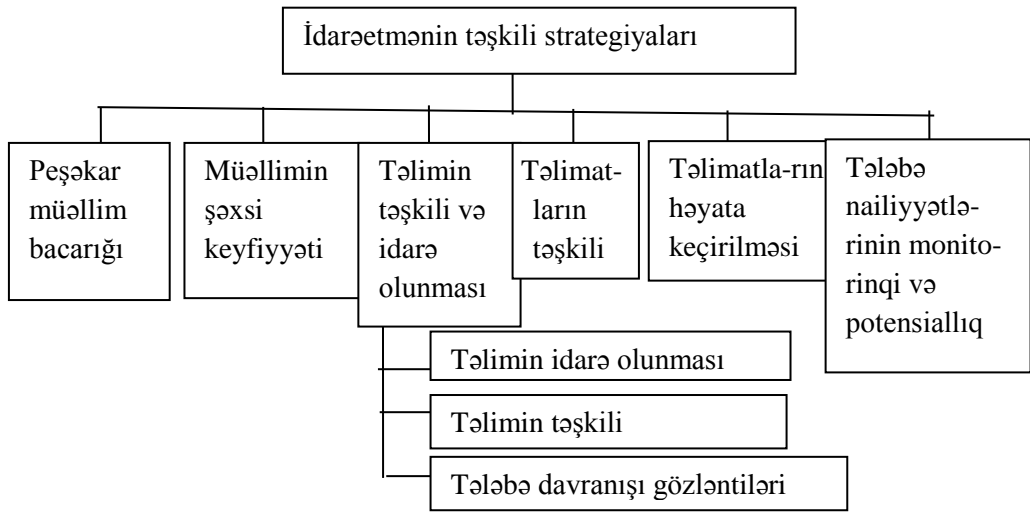 İdarəetmənin təşkili strategiyaları
Peşəkar
müəllim
bacarığı
Müəllimin
şəxsi
keyfiyyəti
Təlimin
təşkili və
idarə
olunması
Təlimat-
ların
təşkili
Təlimatla-rın
həyata
keçirilməsi
Tələbə
nailiyyətlə-
rinin monito-
rinqi və
potensiallıq
Təlimin idarə olunması
Təlimin təşkili
Tələbə davranışı gözləntiləri